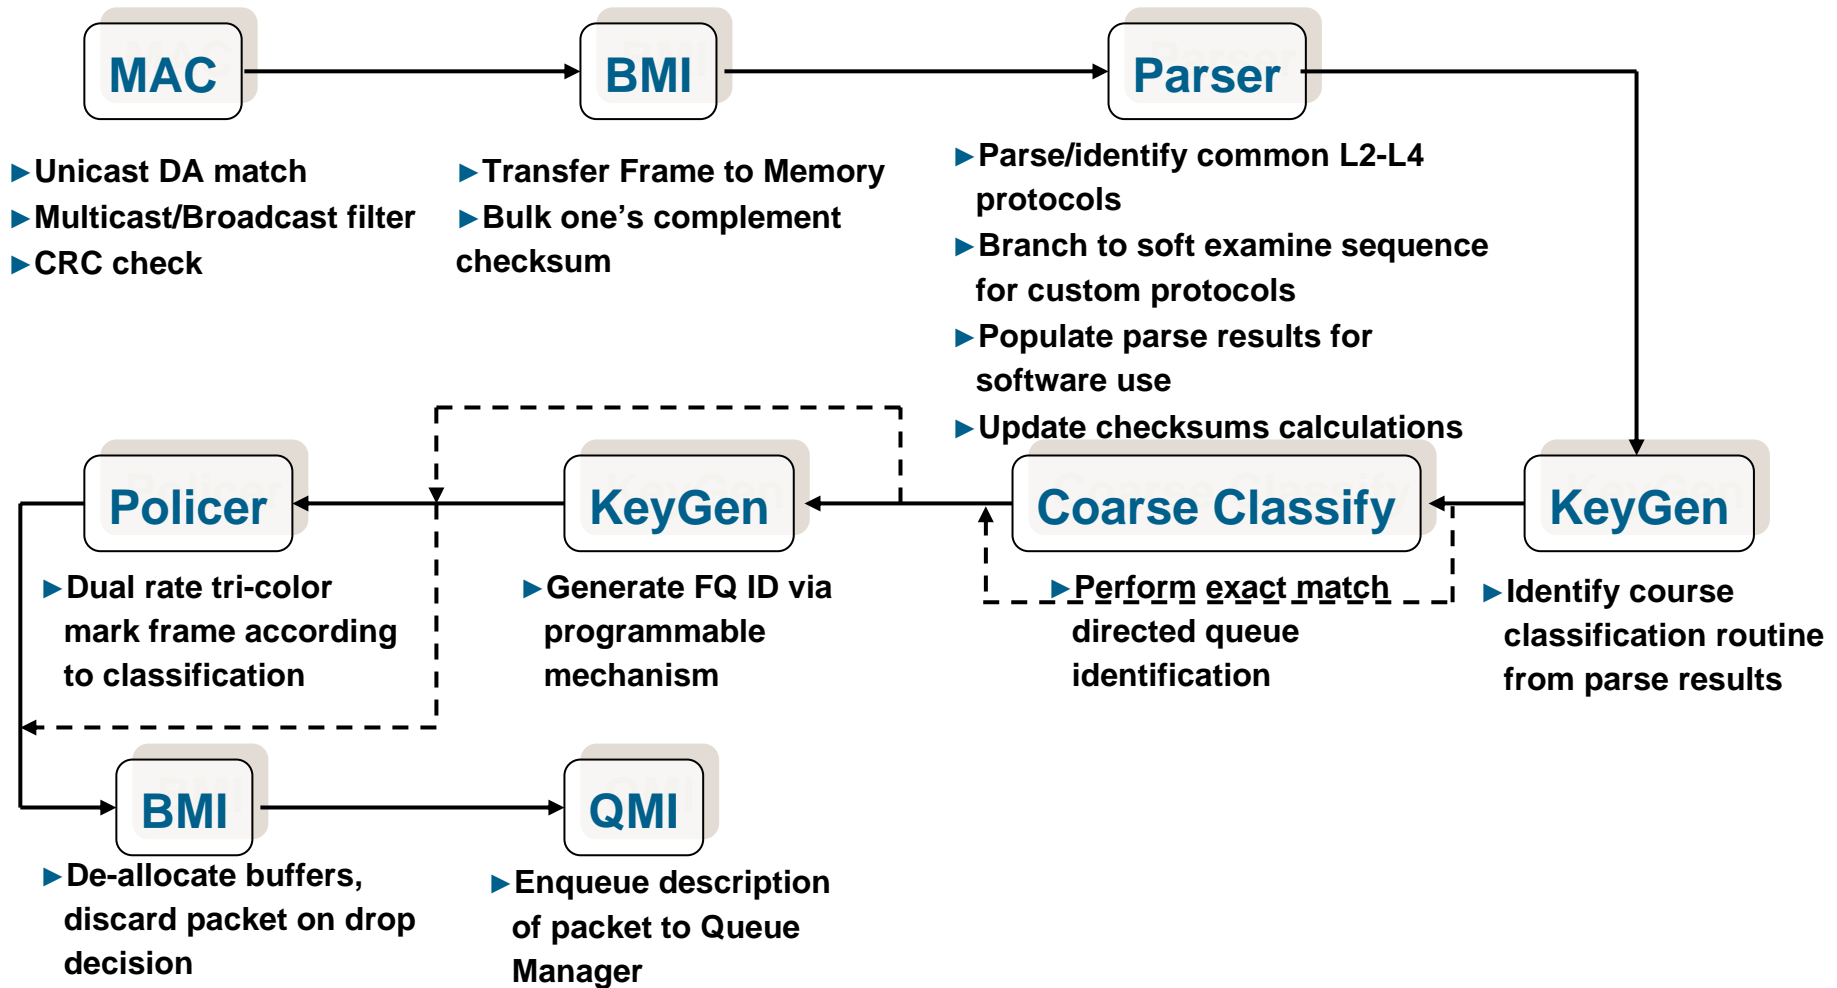 MAC
BMI
Parser
►Unicast DA match
►Multicast/Broadcast filter
►CRC check
►Transfer Frame to Memory
►Bulk one's complement
checksum
►Parse/identify common L2-L4
protocols
►Branch to soft examine sequence
for custom protocols
►Populate parse results for
software use
►Update checksums calculations
Policer
KeyGen
Coarse Classify
KeyGen
►Dual rate tri-color
mark frame according
to classification
►Generate FQ ID via
programmable
mechanism
►Perform exact match
directed queue
identification
►Identify course
classification routine
from parse results
BMI
QMI
►De-allocate buffers,
discard packet on drop
decision
►Enqueue description
of packet to Queue
Manager